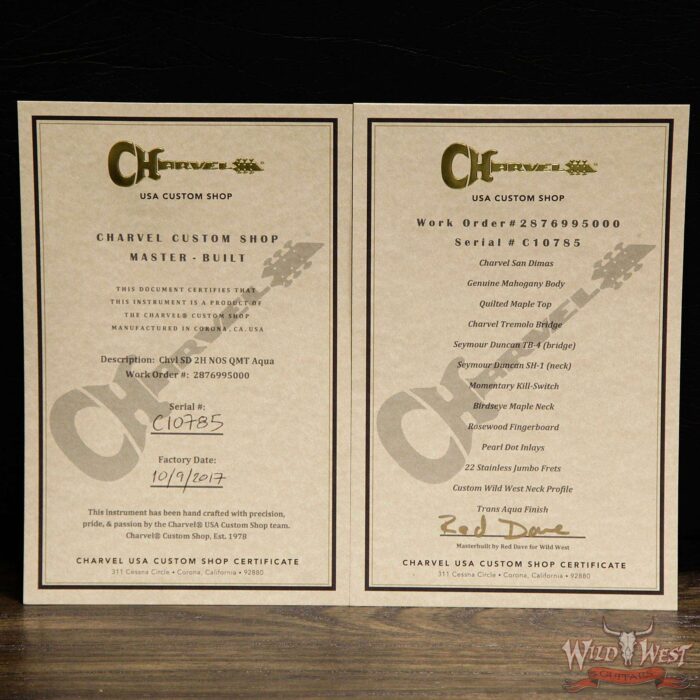 CHARVEL
USA CUSTOM SHOP
CHARVEL CUSTOM SHOP
MASTER - BUILT
THIS DOCUMENT CERTIFIES THAT
THIS INSTRUMENT IS A PRODUCT OF
THE CHARVEL® CUSTOM SHOP
MANUFACTURED IN CORONA, CA. USA
CHARVEL
Description: Chvl SD 2H NOS QMT Aqua
Work Order #: 2876995000
Serial #:
C10785
Factory Date:
10/9/2017
This Instrument has been hand crafted with precision,
pride, & passion by the Charvel® USA Custom Shop team.
Charvel® Custom Shop, Est. 1978
CHARVEL USA CUSTOM SHOP CERTIFICATE
311 Cessna Circle • Corona, California • 92880
CHARVEL
USA CUSTOM SHOP
Work Order#2876995000
Serial # C10785
Charvel San Dimas
Genuine Mahogany Body
Quilted Maple Top
Charvel Tremolo Bridge
CHARVEL
Seymour Duncan TB-4 (bridge)
Seymour Duncan SH-1 (neck)
Momentary Kill-Switch
Birdseye Maple Neck
Rosewood Fingerboard
Pearl Dot Inlays
22 Stainless Jumbo Frets
Custom Wild West Neck Profile
Trans Aqua Finish
Red Dave
Masterbuilt by Red Dave for Wild West
CHARVEL USA CUSTOM SHOP CERTIFICATE
311 Cessna Circle • Corona, California • 92880
WILD WEST
GUITARS